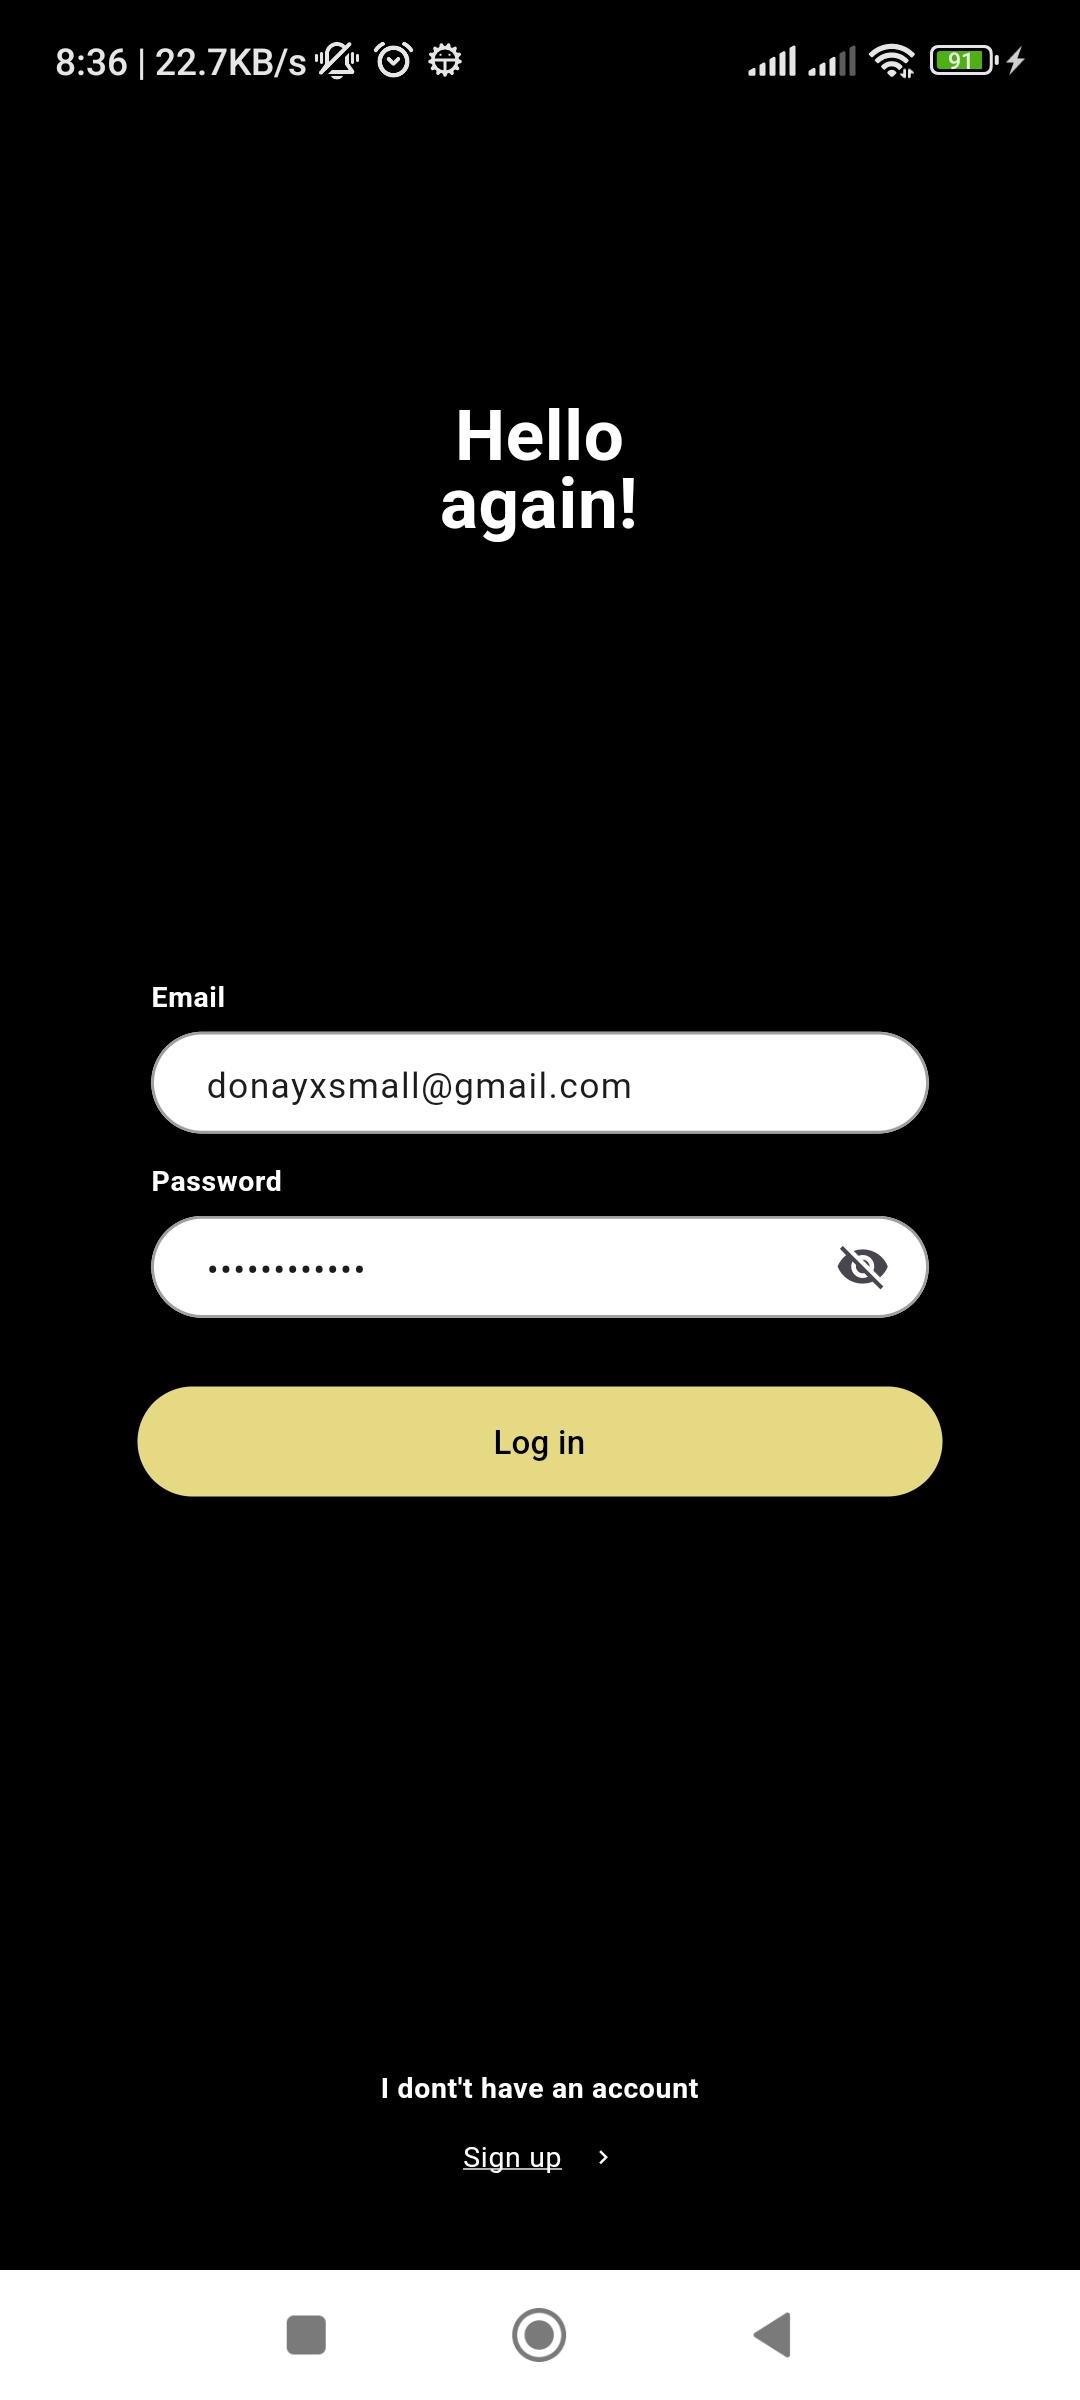 8:36 | 22.7KB/s
91
Hello
again!
Email
donayxsmall@gmail.com
Password
••••••••••••
Log in
I dont't have an account
Sign up